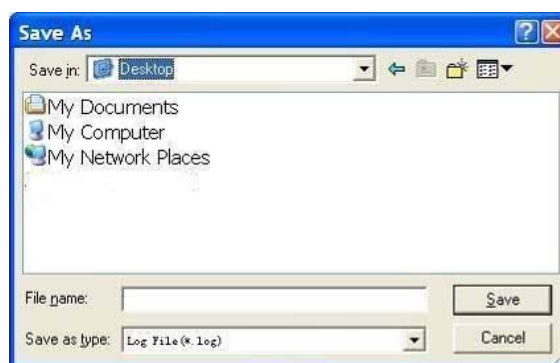 Save As
Save in: Desktop
My Documents
My Computer
My Network Places
File name:
Save
Save as type: Log File(*.log)
Cancel